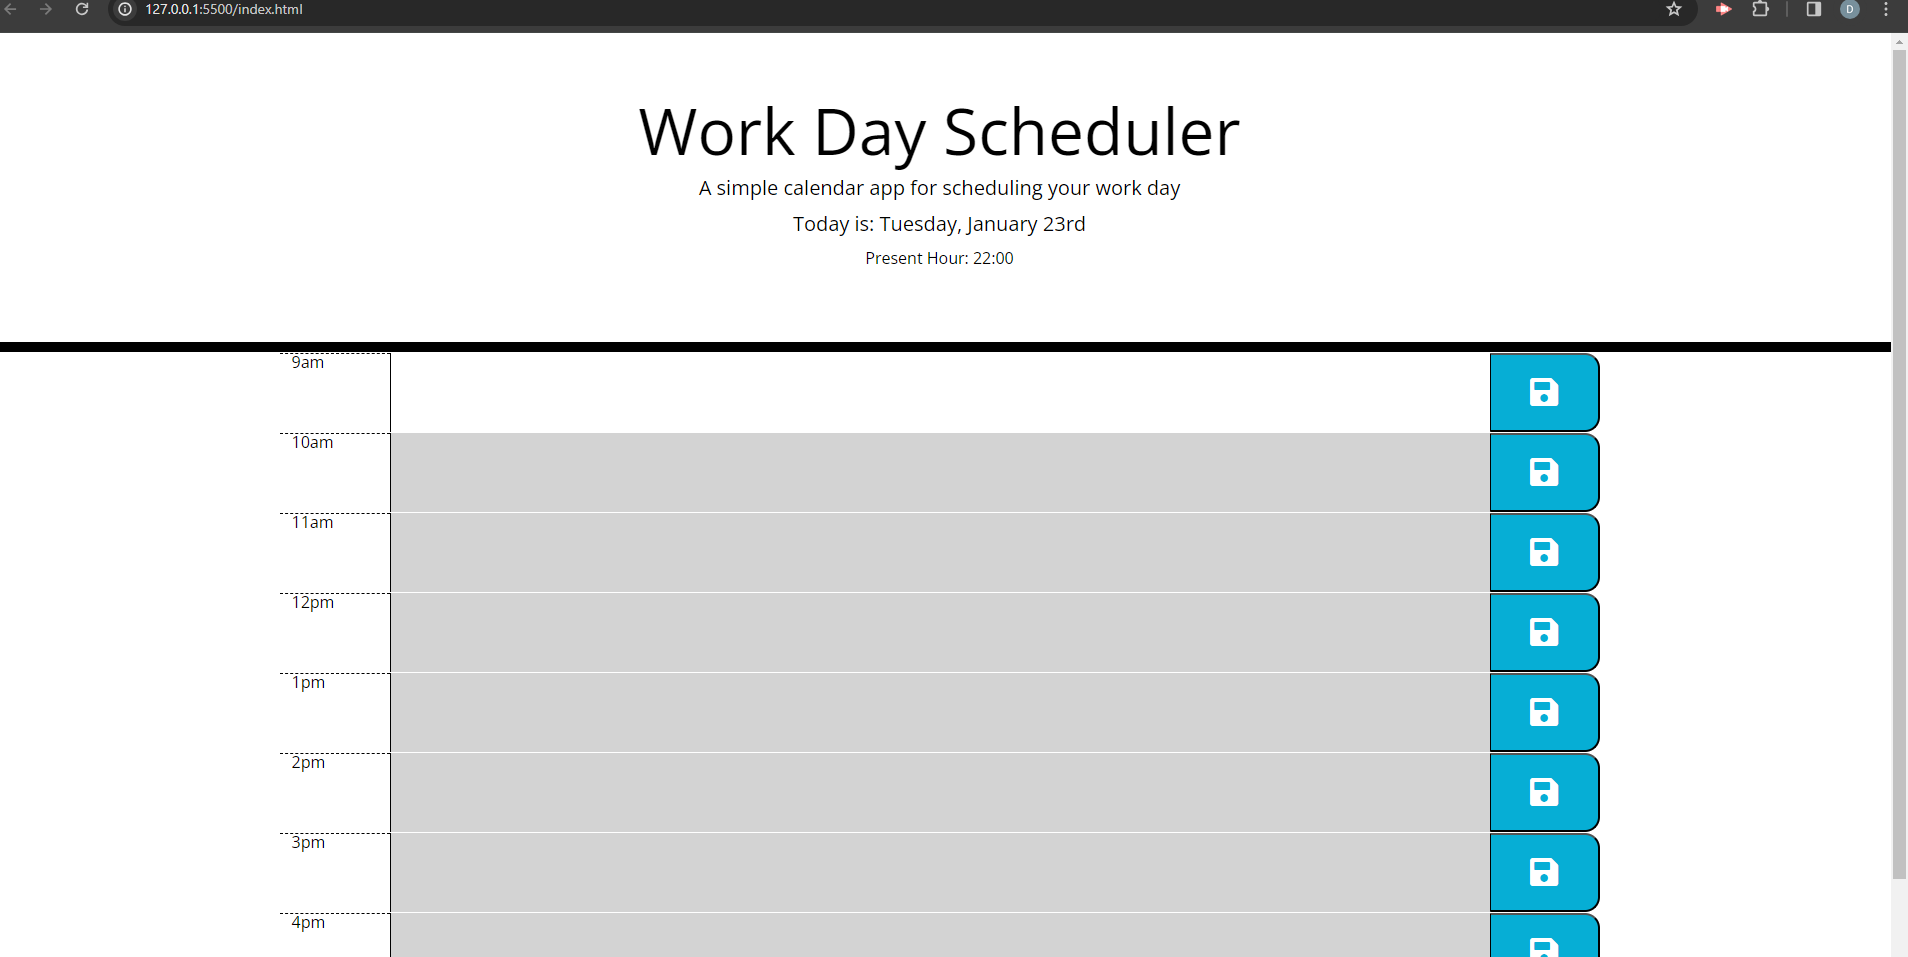 127.0.0.1:5500/index.html
D
Work Day Scheduler
A simple calendar app for scheduling your work day
Today is: Tuesday, January 23rd
Present Hour: 22:00
9am
10am
11am
12pm
1pm
2pm
3pm
4pm